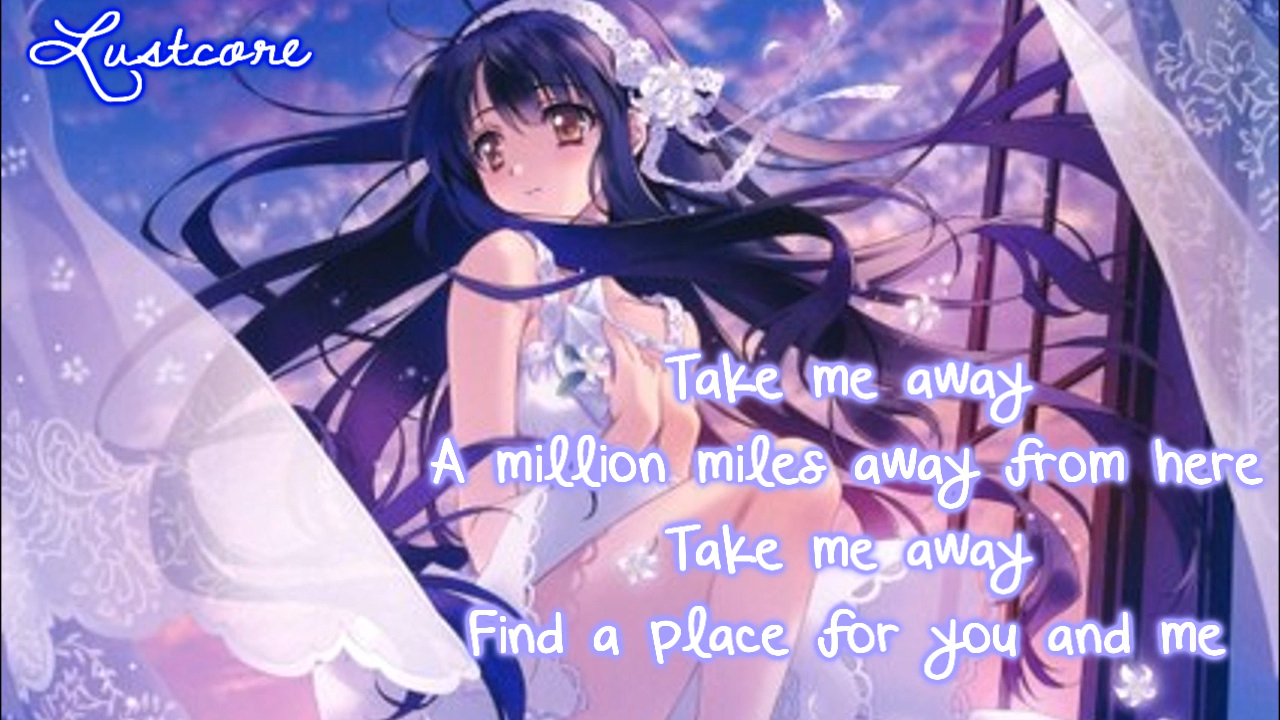 Lustcore
Take me away
A million miles away from here
Take me away
Find a place for you and me